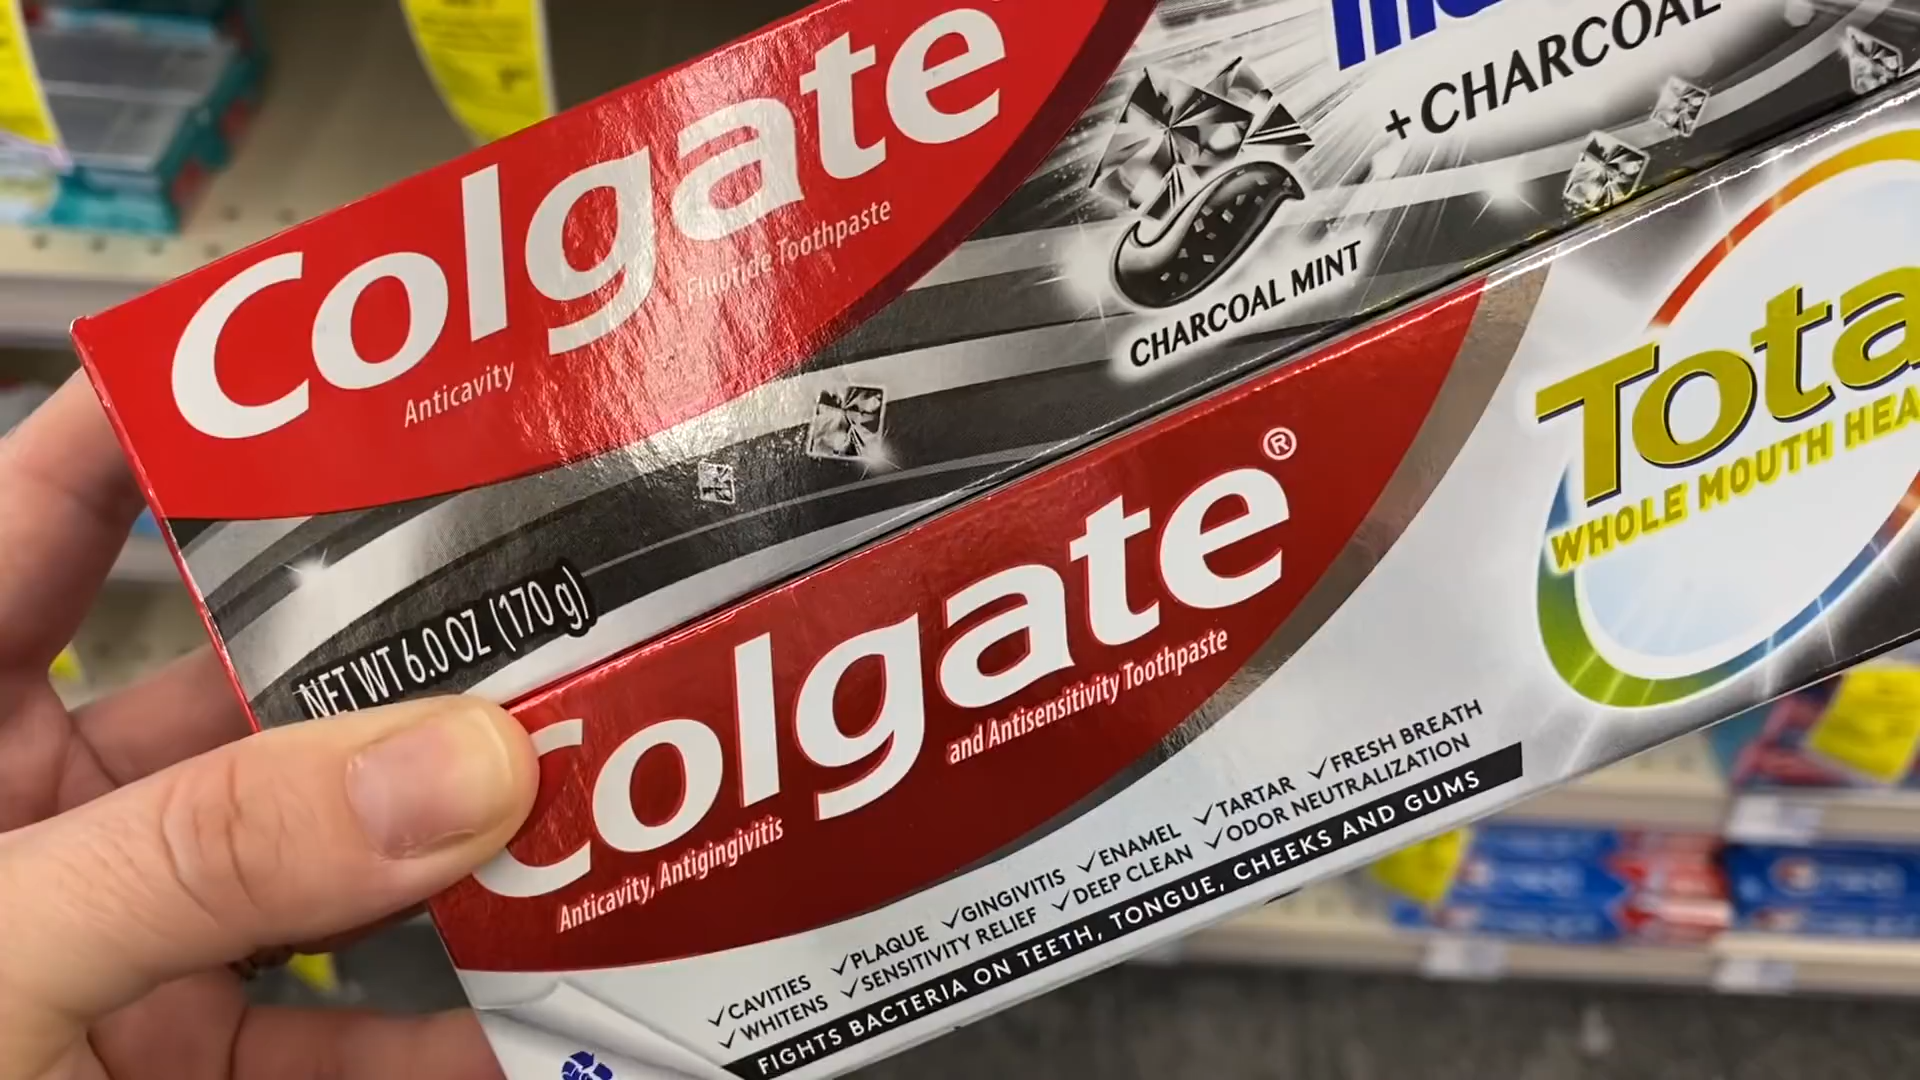 Colgate
Anticavity
Fluoride Toothpaste
+CHARCOAL
CHARCOAL MINT
NET WT 6.0 OZ (170 g)
Colgate®
Anticavity, Antigingivitis
and Antisensitivity Toothpaste
Tota
WHOLE MOUTH HEA
✓CAVITIES ✓PLAQUE ✓GINGIVITIS ✓ENAMEL ✓TARTAR ✓FRESH BREATH
✓WHITENS ✓SENSITIVITY RELIEF ✓DEEP CLEAN ✓ODOR NEUTRALIZATION
FIGHTS BACTERIA ON TEETH, TONGUE, CHEEKS AND GUMS